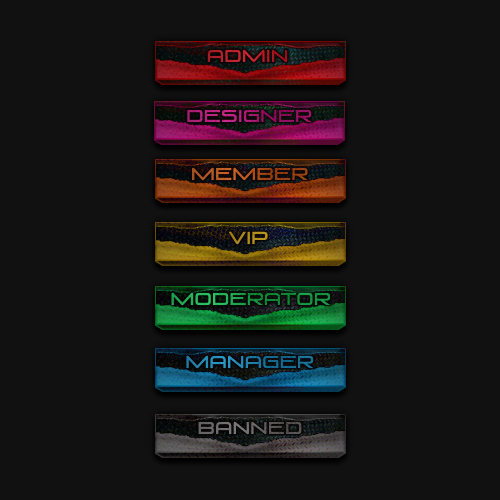 ADMIN
DESIGNER
MEMBER
VIP
MODERATOR
MANAGER
BANNED